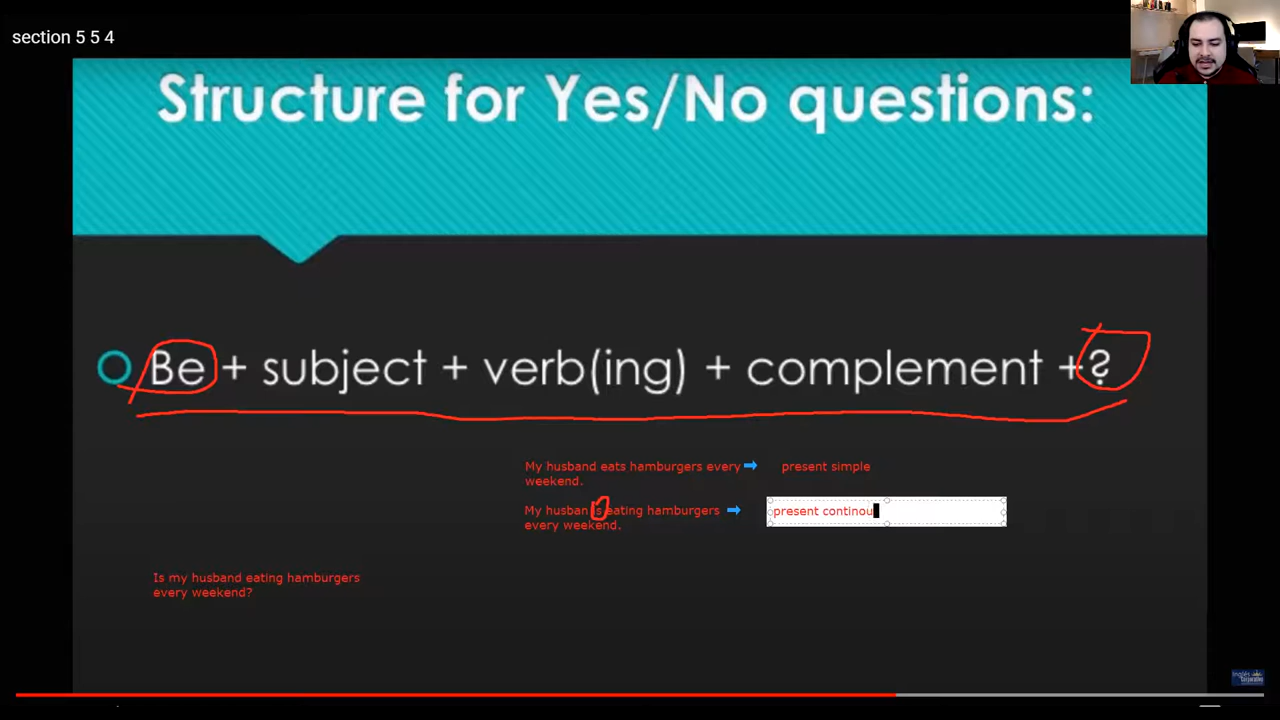 section 5 5 4
Structure for Yes/No questions:
Be + subject + verb(ing) + complement +?
My husband eats hamburgers every
weekend.
present simple
My husban is eating hamburgers
every weekend.
present continou
Is my husband eating hamburgers
every weekend?